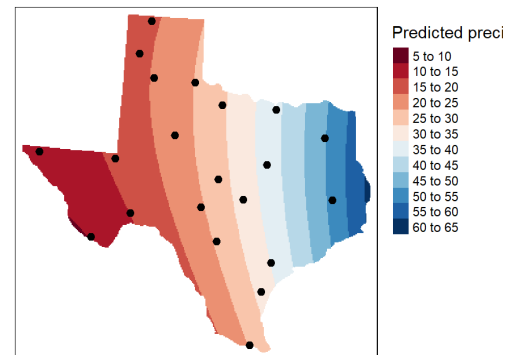 Predicted preci
5 to 10
10 to 15
15 to 20
20 to 25
25 to 30
30 to 35
35 to 40
40 to 45
45 to 50
50 to 55
55 to 60
60 to 65